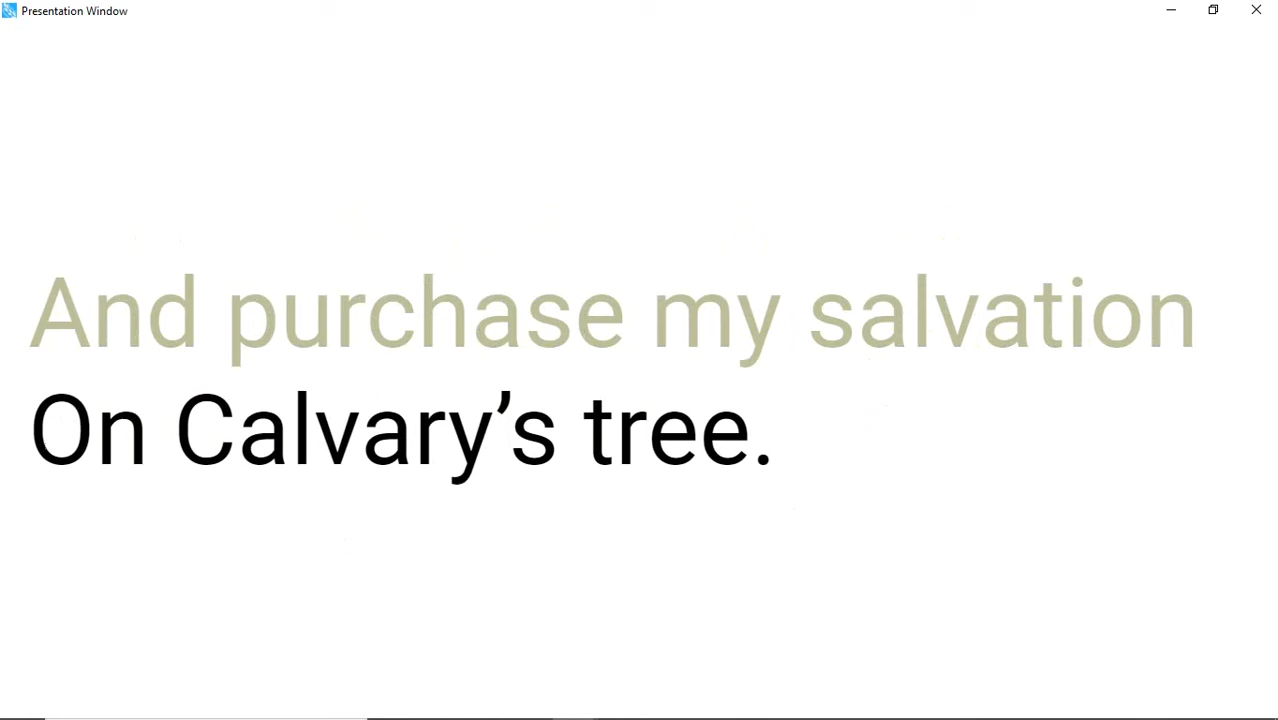 Presentation Window
And purchase my salvation
On Calvary’s tree.